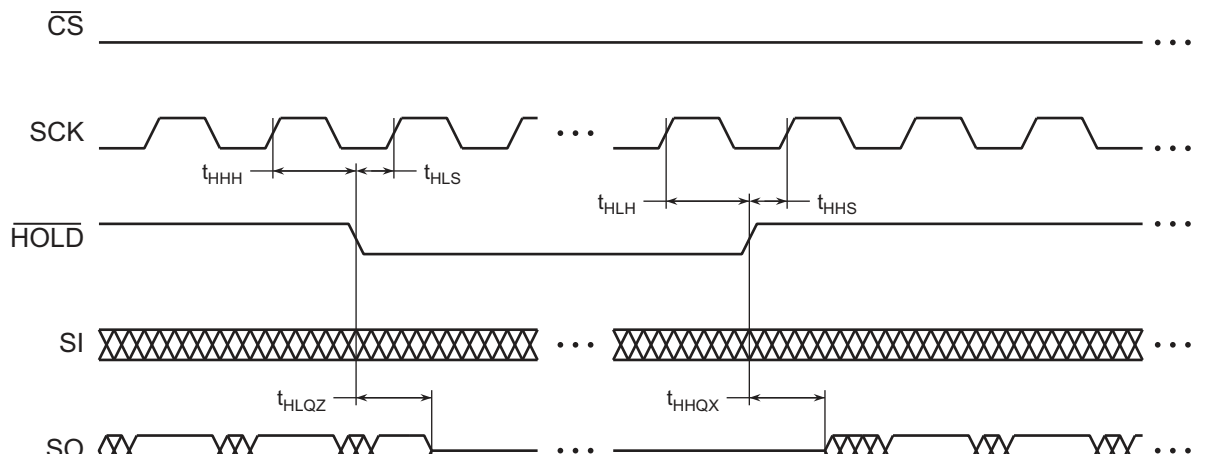 CS
SCK
tHHH
tHLS
tHLH
tHHS
HOLD
SI
tHLQZ
tHHQX
SO